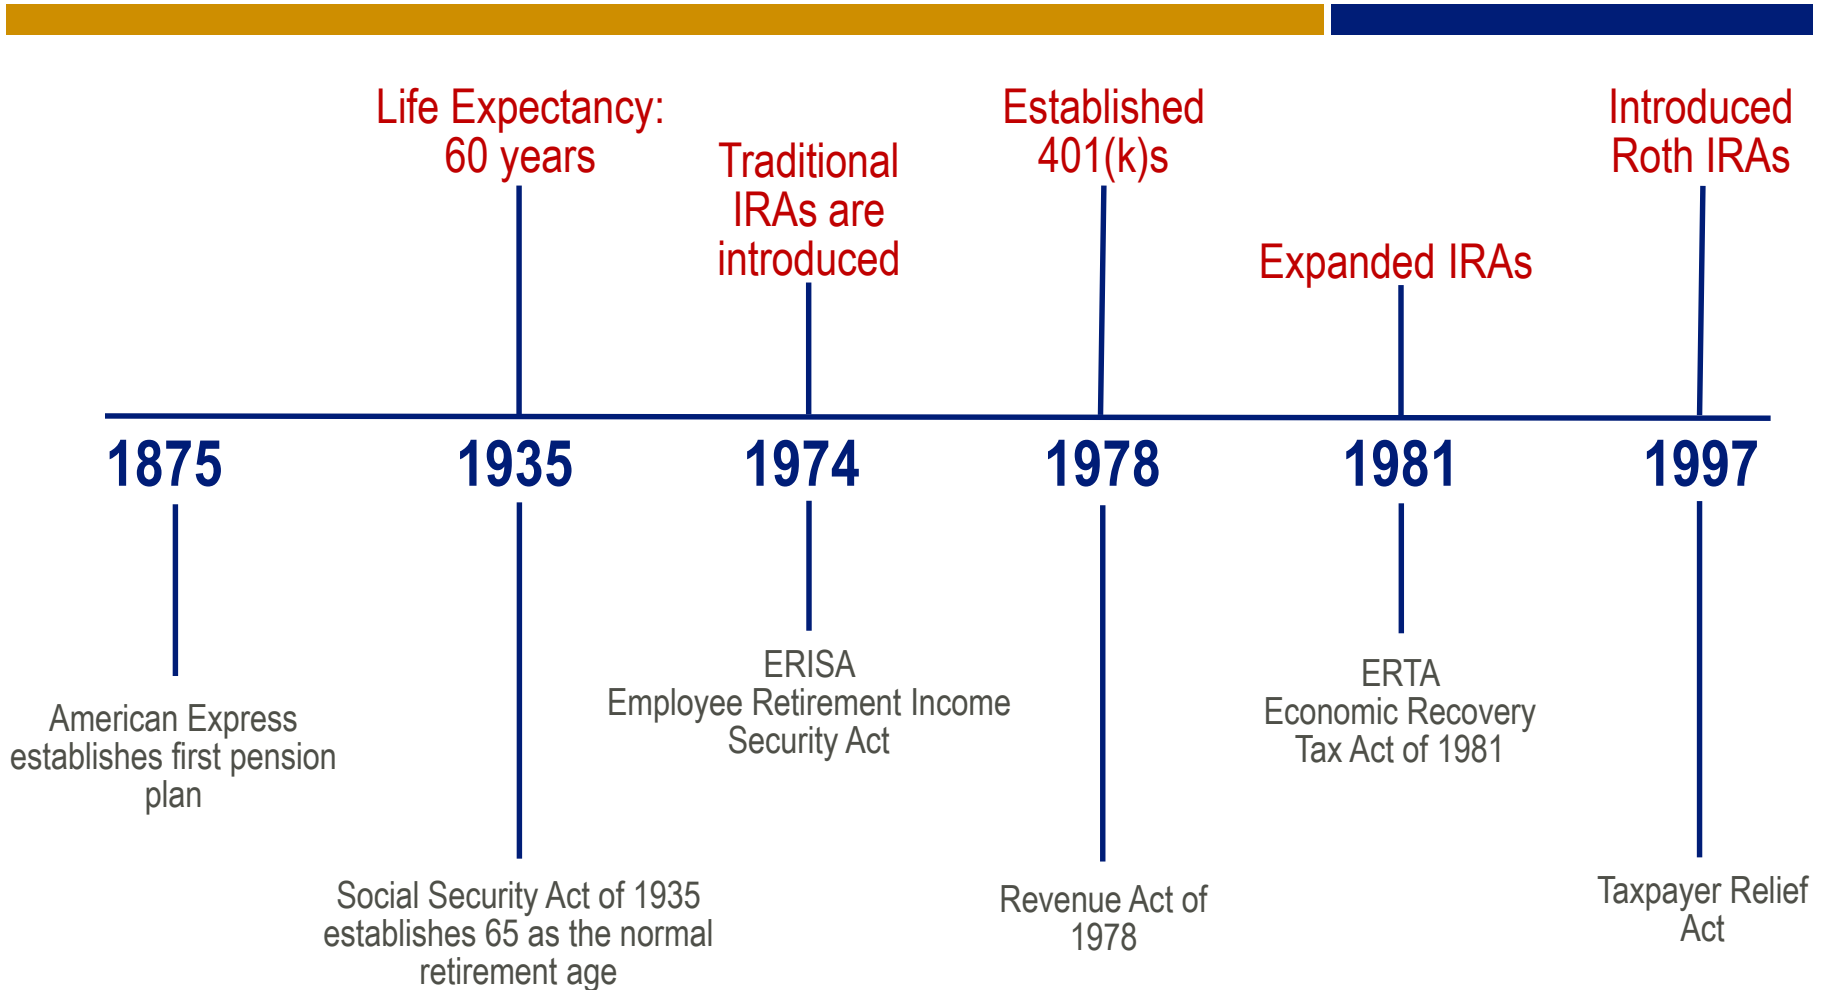 Life Expectancy:
60 years
Traditional
IRAs are
introduced
Established
401(k)s
Expanded IRAs
Introduced
Roth IRAs
1875
1935
1974
1978
1981
1997
American Express
establishes first pension
plan
Social Security Act of 1935
establishes 65 as the normal
retirement age
ERISA
Employee Retirement Income
Security Act
Revenue Act of
1978
ERTA
Economic Recovery
Tax Act of 1981
Taxpayer Relief
Act